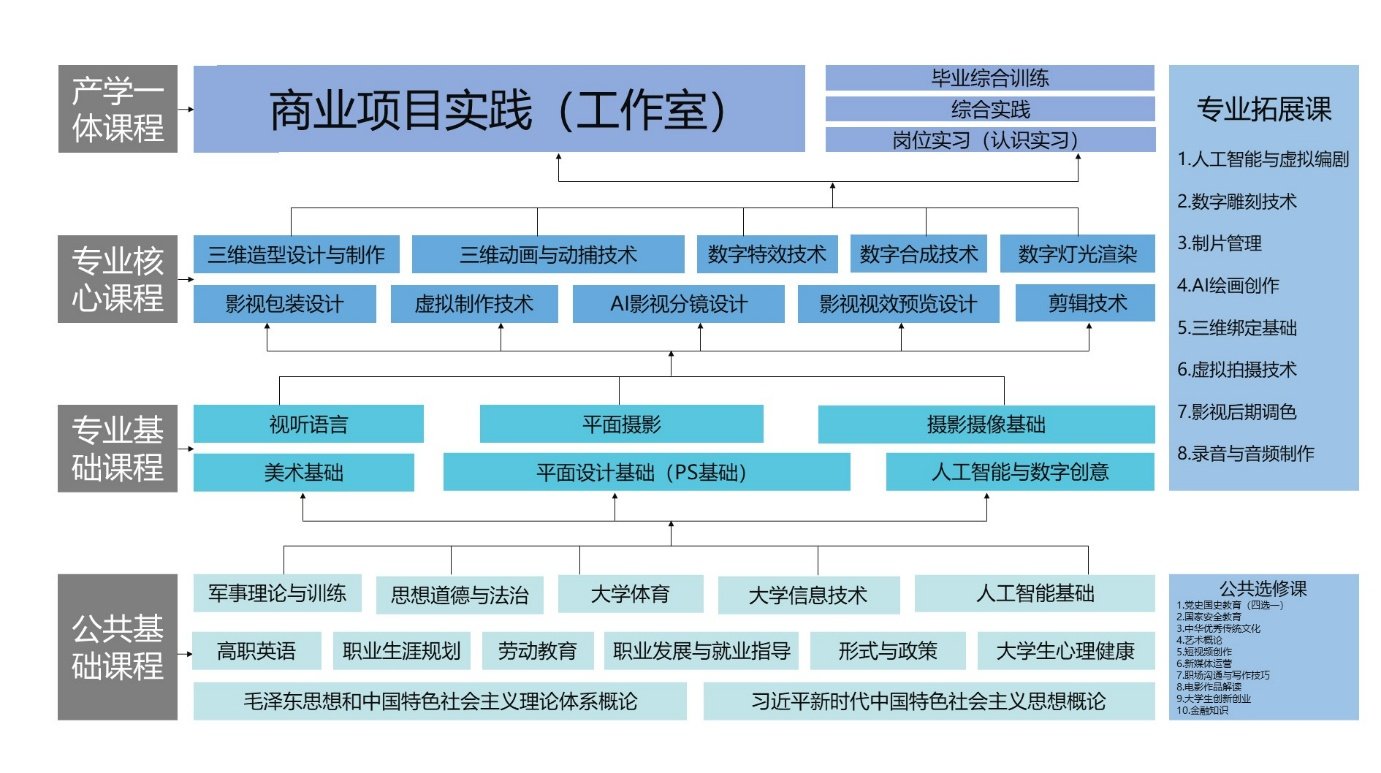 产学一
体课程
商业项目实践（工作室）
毕业综合训练
综合实践
岗位实习（认识实习）
专业核
心课程
三维造型设计与制作
三维动画与动捕技术
数字特效技术
数字合成技术
数字灯光渲染
影视包装设计
虚拟制作技术
AI影视分镜设计
影视视效预览设计
剪辑技术
专业基
础课程
视听语言
平面摄影
摄影摄像基础
美术基础
平面设计基础（PS基础）
人工智能与数字创意
公共基
础课程
军事理论与训练
思想道德与法治
大学体育
大学信息技术
人工智能基础
高职英语
职业生涯规划
劳动教育
职业发展与就业指导
形式与政策
大学生心理健康
毛泽东思想和中国特色社会主义理论体系概论
习近平新时代中国特色社会主义思想概论
专业拓展课
1.人工智能与虚拟编剧
2.数字雕刻技术
3.制片管理
4.AI绘画创作
5.三维绑定基础
6.虚拟拍摄技术
7.影视后期调色
8.录音与音频制作
公共选修课
1.党史国史教育（四选一）
2.国家安全教育
3.中华优秀传统文化
4.艺术概论
5.短视频创作
6.新媒体运营
7.职场沟通与写作技巧
8.电影作品解读
9.大学生创新创业
10.金融知识